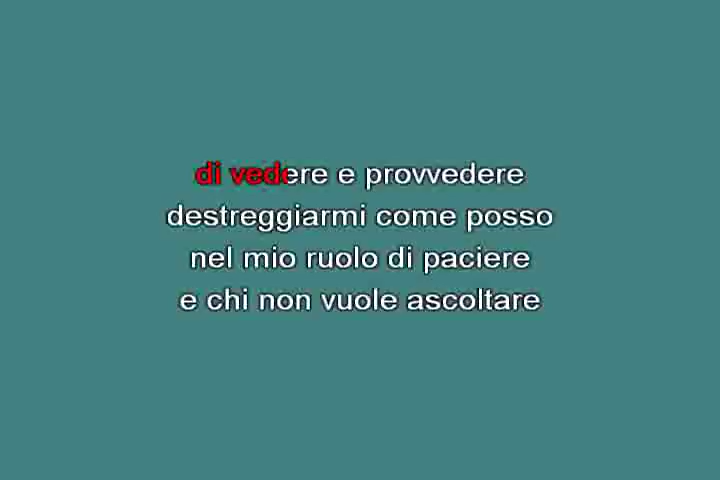 di vedere e provvedere
destreggiarmi come posso
nel mio ruolo di paciere
e chi non vuole ascoltare